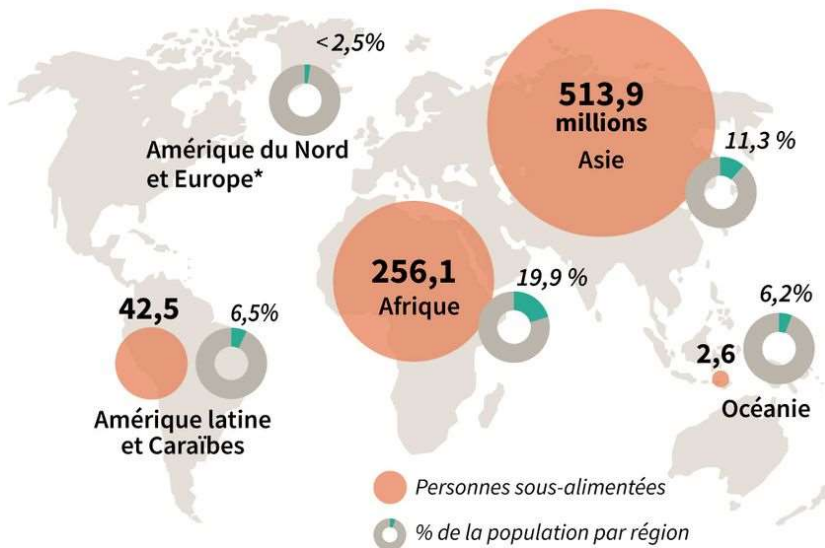 <2,5%
Amérique du Nord
et Europe*
513,9
millions
Asie
11,3 %
256,1
Afrique
19,9 %
42,5
6,5%
Amérique latine
et Caraïbes
6,2%
2,6
Océanie
Personnes sous-alimentées
% de la population par région